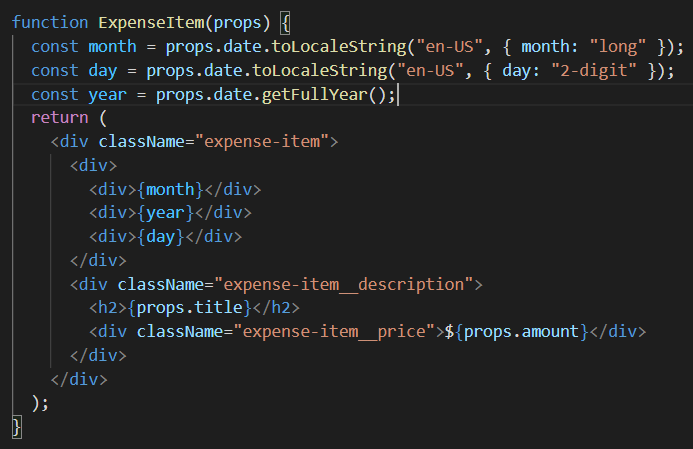 function ExpenseItem(props) {
  const month = props.date.toLocaleString("en-US", { month: "long" });
  const day = props.date.toLocaleString("en-US", { day: "2-digit" });
  const year = props.date.getFullYear();
  return (
    <div className="expense-item">
      <div>
        <div>{month}</div>
        <div>{year}</div>
        <div>{day}</div>
      </div>
      <div className="expense-item__description">
        <h2>{props.title}</h2>
        <div className="expense-item__price">${props.amount}</div>
      </div>
    </div>
  );
}